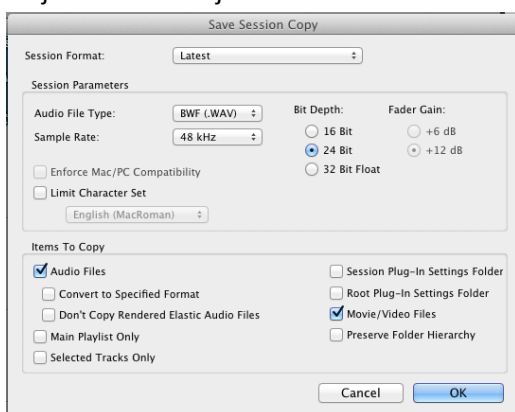 Save Session Copy
Session Format: Latest
Session Parameters
Audio File Type: BWF (.WAV)
Sample Rate: 48 kHz
Enforce Mac/PC Compatibility
Limit Character Set
English (MacRoman)
Bit Depth:
16 Bit
24 Bit
32 Bit Float
Fader Gain:
+6 dB
+12 dB
Items To Copy
Audio Files
Convert to Specified Format
Don't Copy Rendered Elastic Audio Files
Main Playlist Only
Selected Tracks Only
Session Plug-In Settings Folder
Root Plug-In Settings Folder
Movie/Video Files
Preserve Folder Hierarchy
Cancel
OK